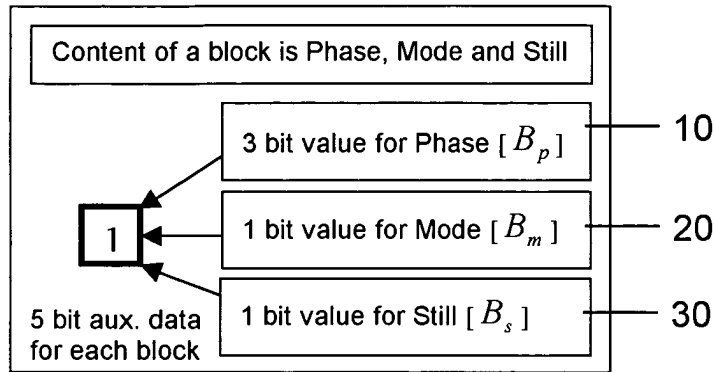 Content of a block is Phase, Mode and Still
3 bit value for Phase [ B_p ]
10
1
1 bit value for Mode [ B_m ]
20
1 bit value for Still [ B_s ]
30
5 bit aux. data
for each block